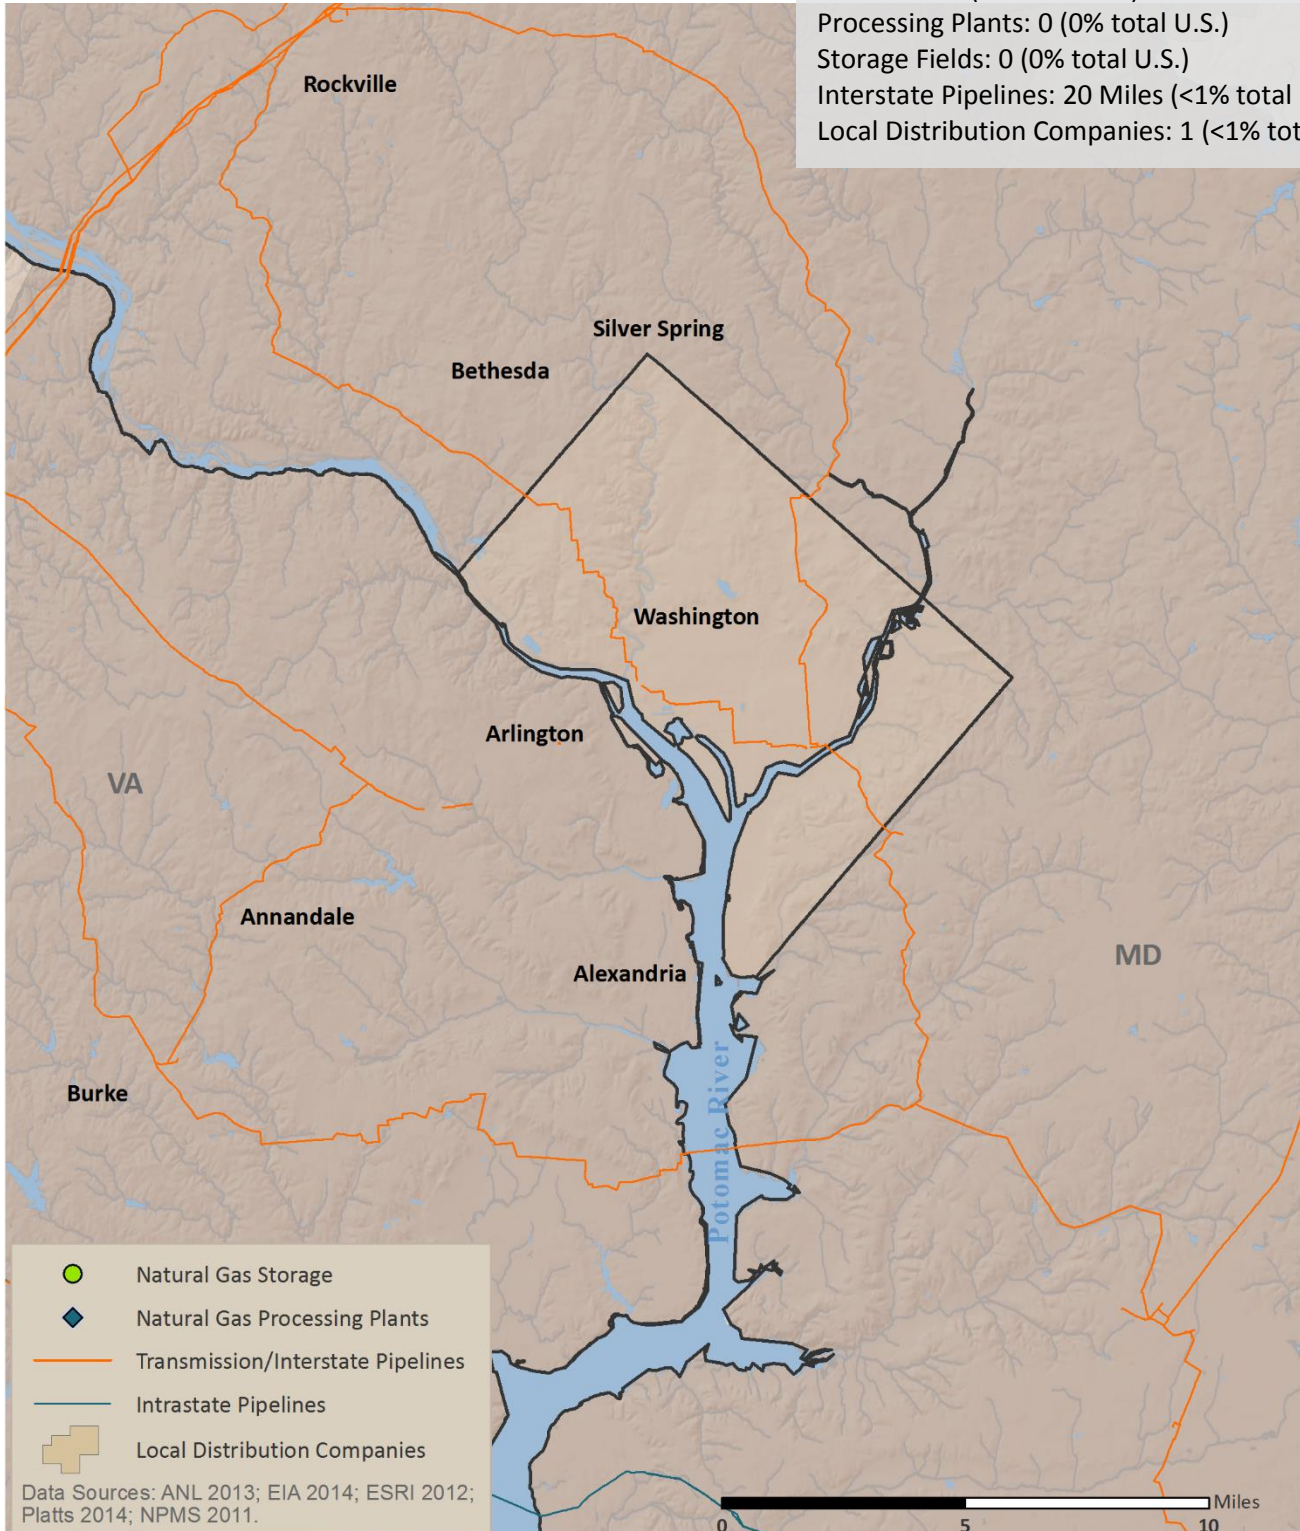 Processing Plants: 0 (0% total U.S.)
Storage Fields: 0 (0% total U.S.)
Interstate Pipelines: 20 Miles (<1% total
Local Distribution Companies: 1 (<1% tot
Rockville
Silver Spring
Bethesda
Washington
Arlington
VA
Annandale
MD
Alexandria
Potomac River
Burke
Natural Gas Storage
Natural Gas Processing Plants
Transmission/Interstate Pipelines
Intrastate Pipelines
Local Distribution Companies
Data Sources: ANL 2013; EIA 2014; ESRI 2012;
Platts 2014; NPMS 2011.
Miles
0 5 10